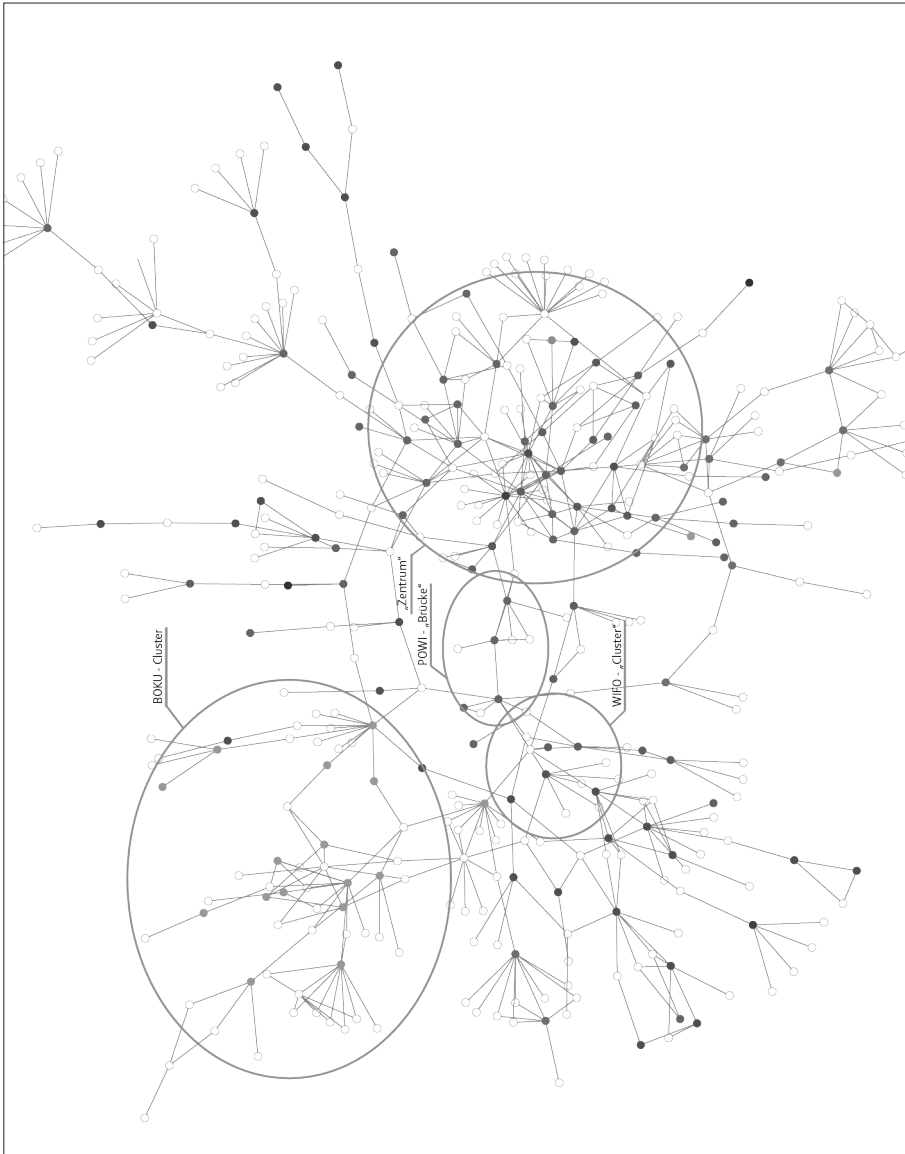 BOKU - Cluster
„Zentrum“
POWI - „Brücke“
WIFO - „Cluster“